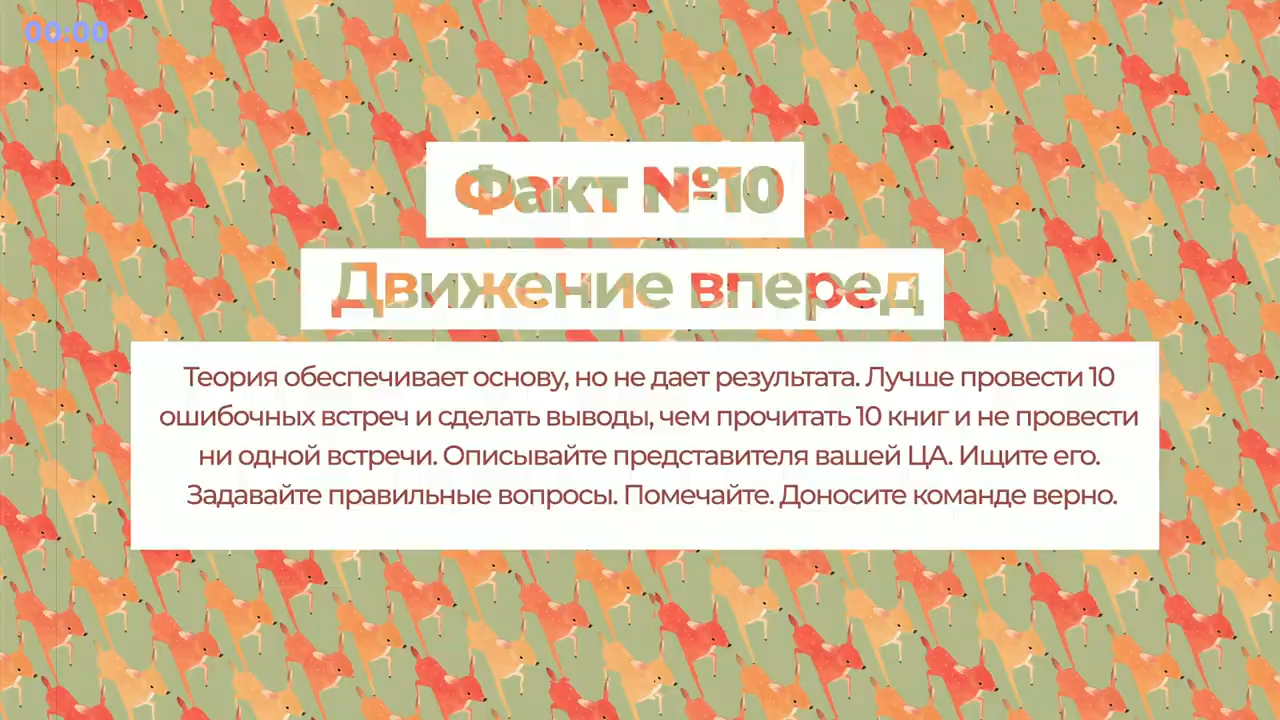 00:00
Факт №10
Движение вперед
Теория обеспечивает основу, но не дает результата. Лучше провести 10
ошибочных встреч и сделать выводы, чем прочитать 10 книг и не провести
ни одной встречи. Описывайте представителя вашей ЦА. Ищите его.
Задавайте правильные вопросы. Помечайте. Доносите команде верно.